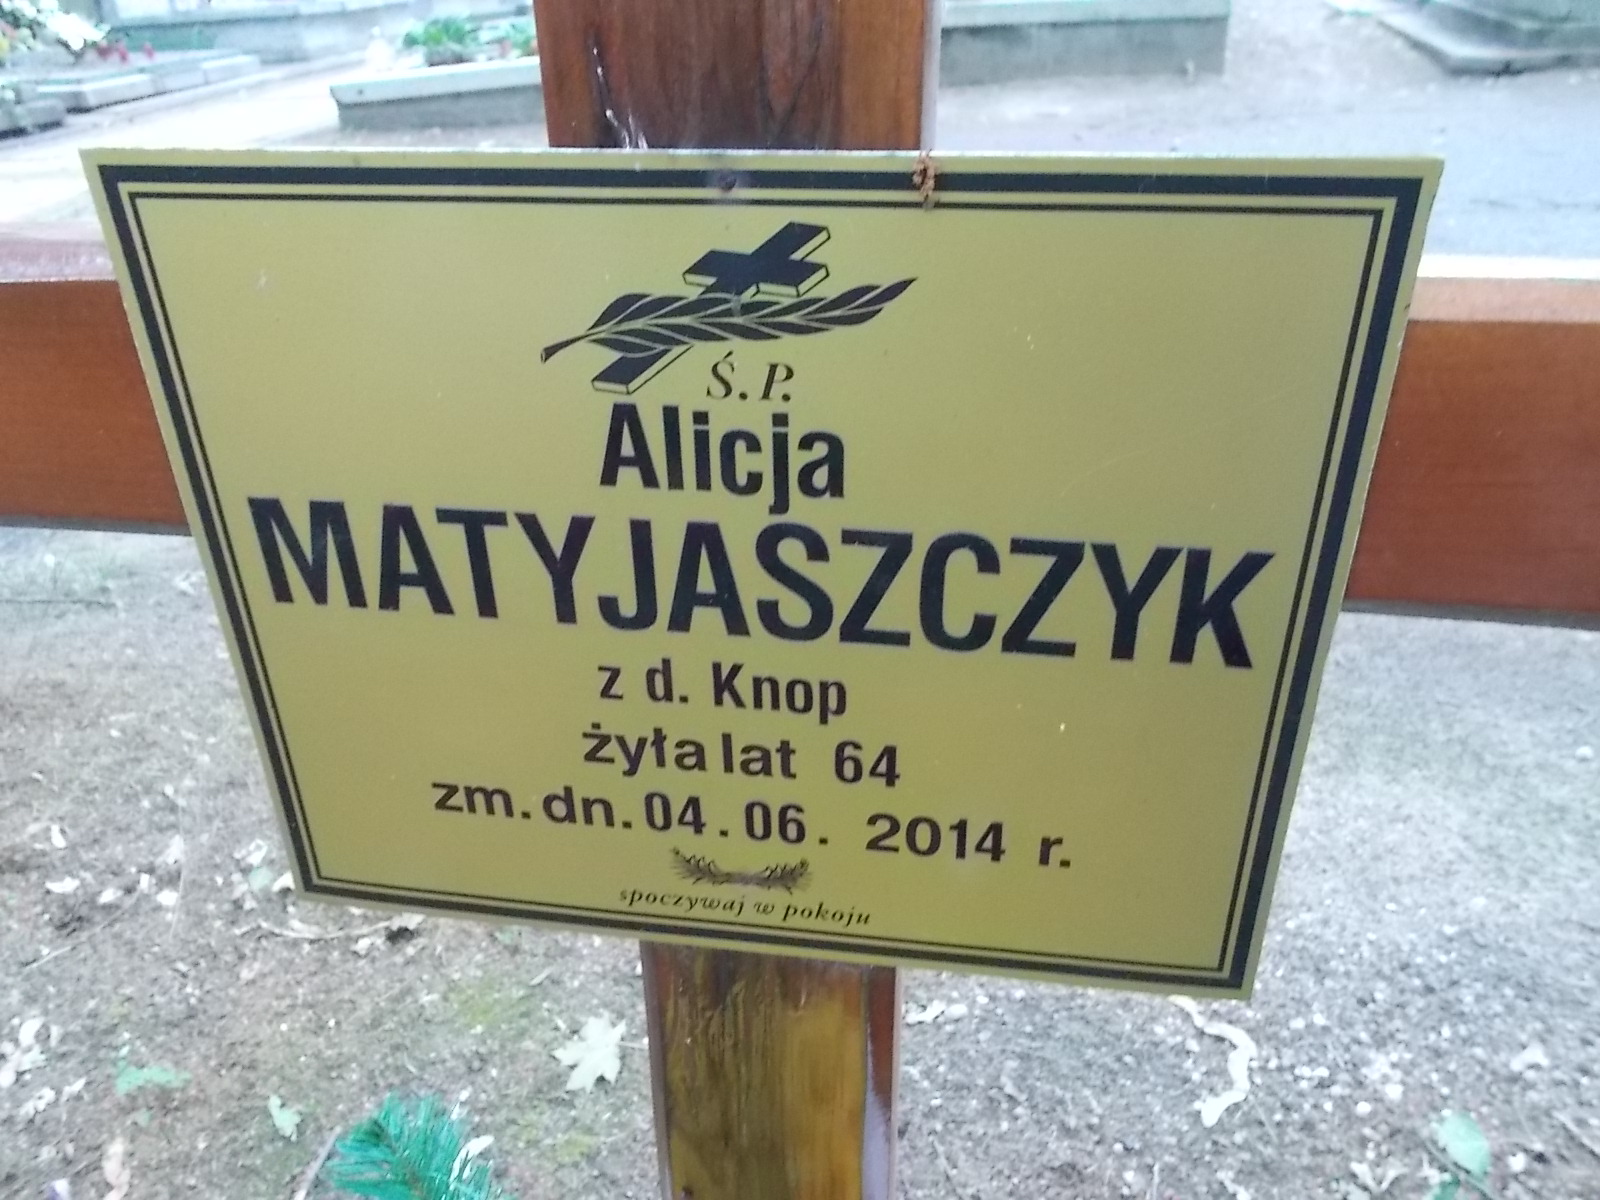 Ś.P.
Alicja
MATYJASZCZYK
z d. Knop
żyła lat 64
zm. dn. 04. 06. 2014 r.
spoczywaj w pokoju